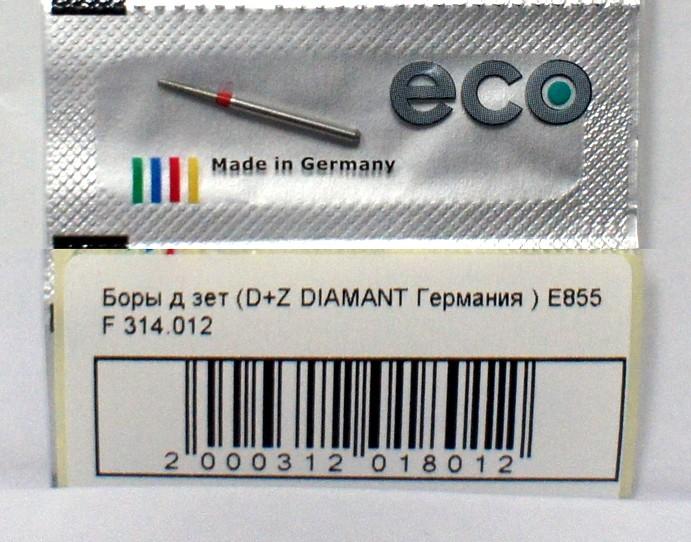 eco
Made in Germany
Боры д зет (D+Z DIAMANT Германия ) E855
F 314.012
2 000312 018012